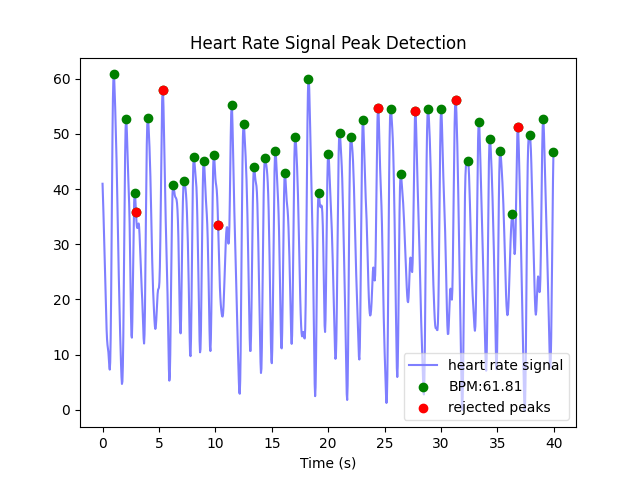 Heart Rate Signal Peak Detection
60
50
40
30
20
10
0
heart rate signal
BPM:61.81
rejected peaks
0 5 10 15 20 25 30 35 40
Time (s)